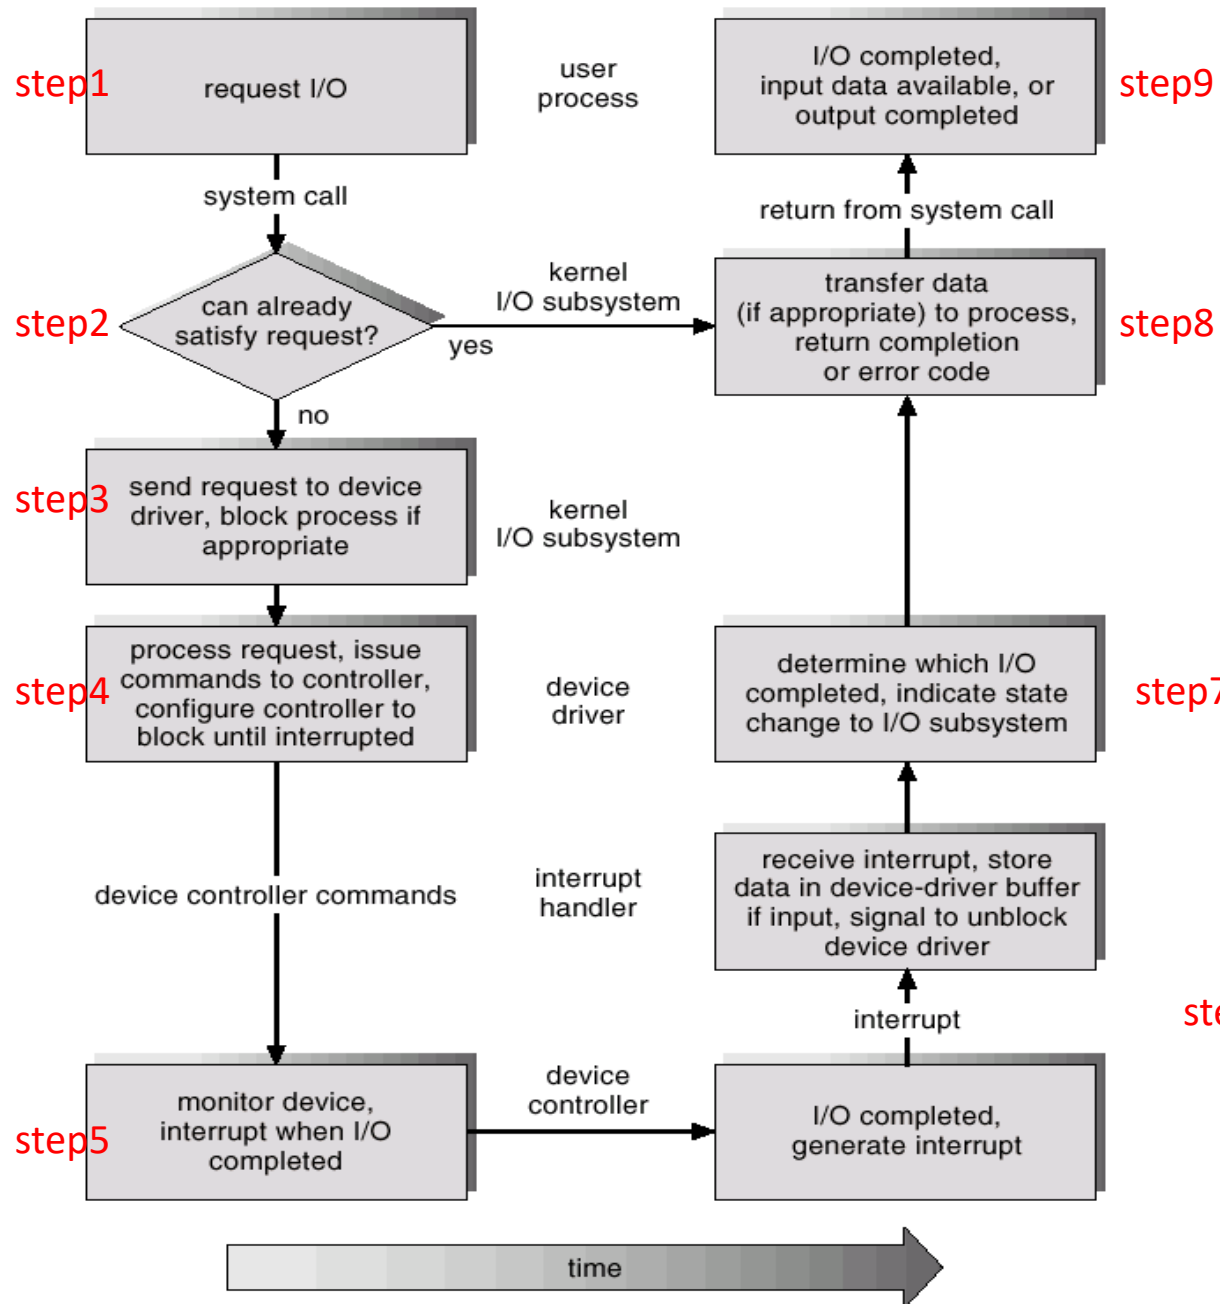 step1
request I/O
user
process
I/O completed,
input data available, or
output completed
step9
system call
return from system call
step2
can already
satisfy request?
yes
no
kernel
I/O subsystem
transfer data
(if appropriate) to process,
return completion
or error code
step8
step3
send request to device
driver, block process if
appropriate
kernel
I/O subsystem
step4
process request, issue
commands to controller,
configure controller to
block until interrupted
device
driver
determine which I/O
completed, indicate state
change to I/O subsystem
step7
device controller commands
interrupt
handler
receive interrupt, store
data in device-driver buffer
if input, signal to unblock
device driver
interrupt
step5
monitor device,
interrupt when I/O
completed
device
controller
I/O completed,
generate interrupt
time